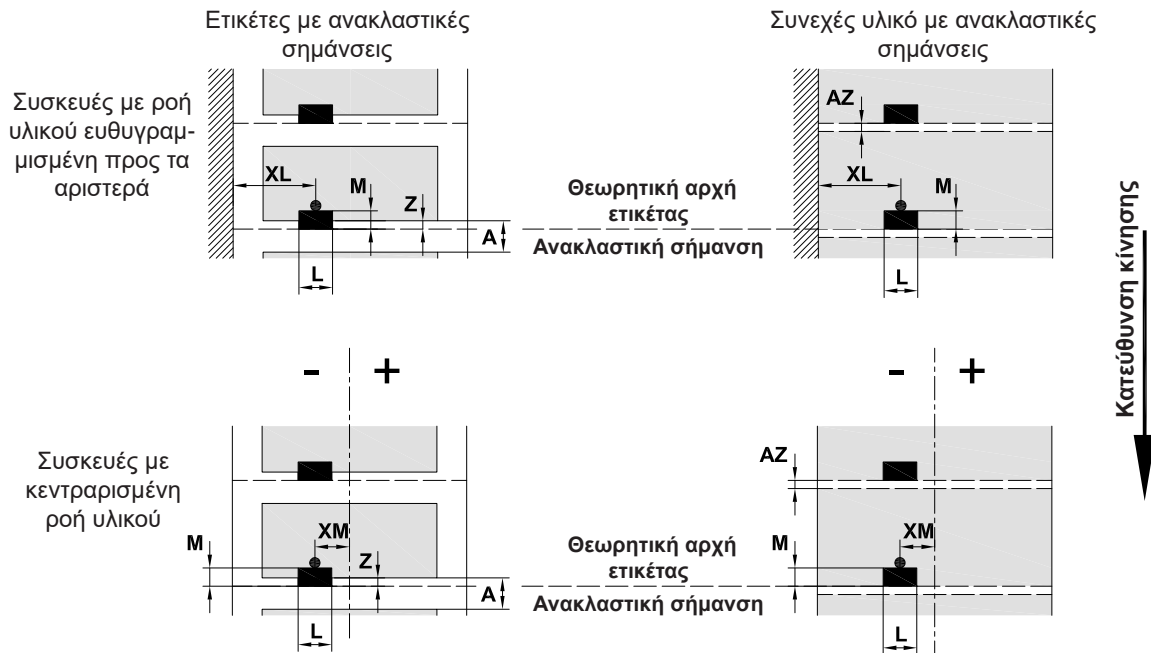 Ετικέτες με ανακλαστικές
σημάνσεις
Συνεχές υλικό με ανακλαστικές
σημάνσεις
Συσκευές με ροή
υλικού ευθυγραμ-
μισμένη προς τα
αριστερά
XL
M
Z
A
L
Θεωρητική αρχή
ετικέτας
Ανακλαστική σήμανση
AZ
XL
M
L
Κατεύθυνση κίνησης
- +
- +
Συσκευές με
κεντραρισμένη
ροή υλικού
M
XM
Z
A
L
Θεωρητική αρχή
ετικέτας
Ανακλαστική σήμανση
AZ
XM
M
L